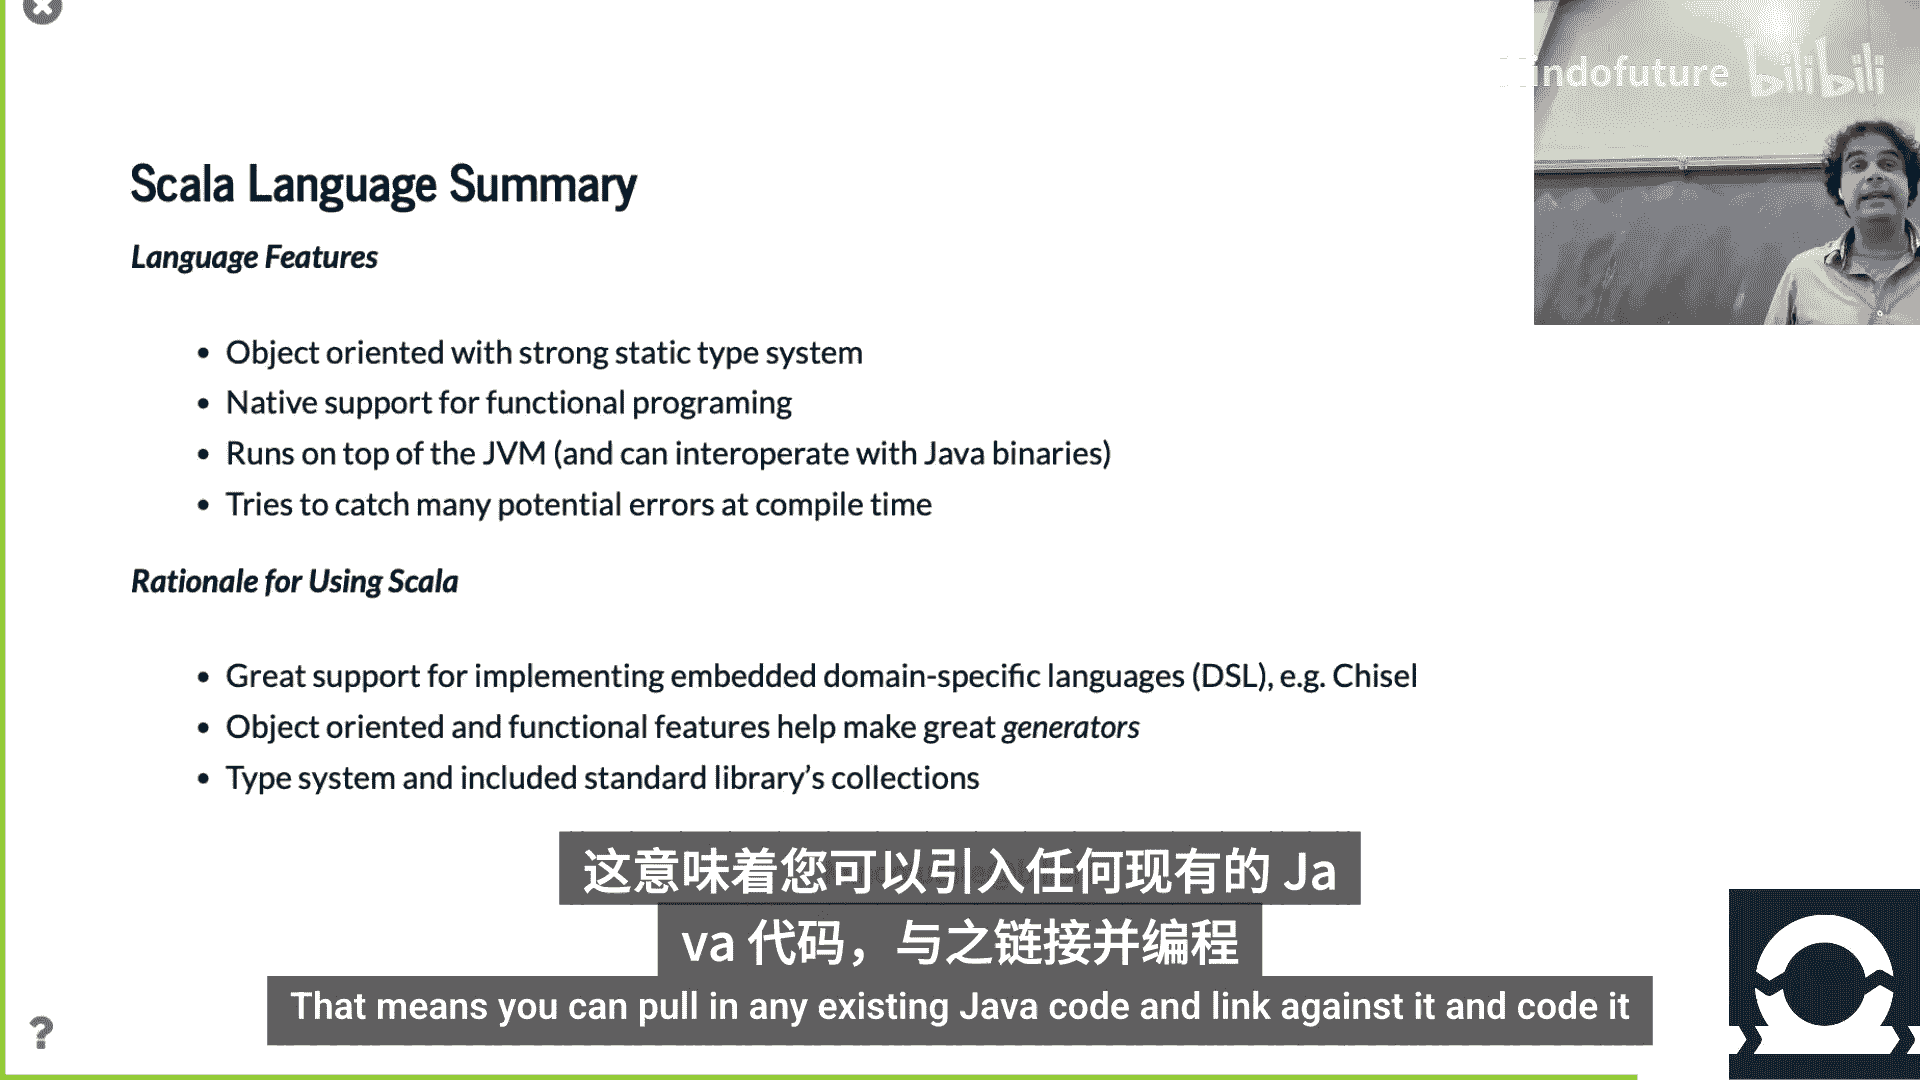 indofuture bilibili
Scala Language Summary
Language Features
Object oriented with strong static type system
Native support for functional programing
Runs on top of the JVM (and can interoperate with Java binaries)
Tries to catch many potential errors at compile time
Rationale for Using Scala
Great support for implementing embedded domain-specific languages (DSL), e.g. Chisel
Object oriented and functional features help make great generators
Type system and included standard library’s collections
这意味着您可以引入任何现有的 Ja
va 代码，与之链接并编程
That means you can pull in any existing Java code and link against it and code it
?